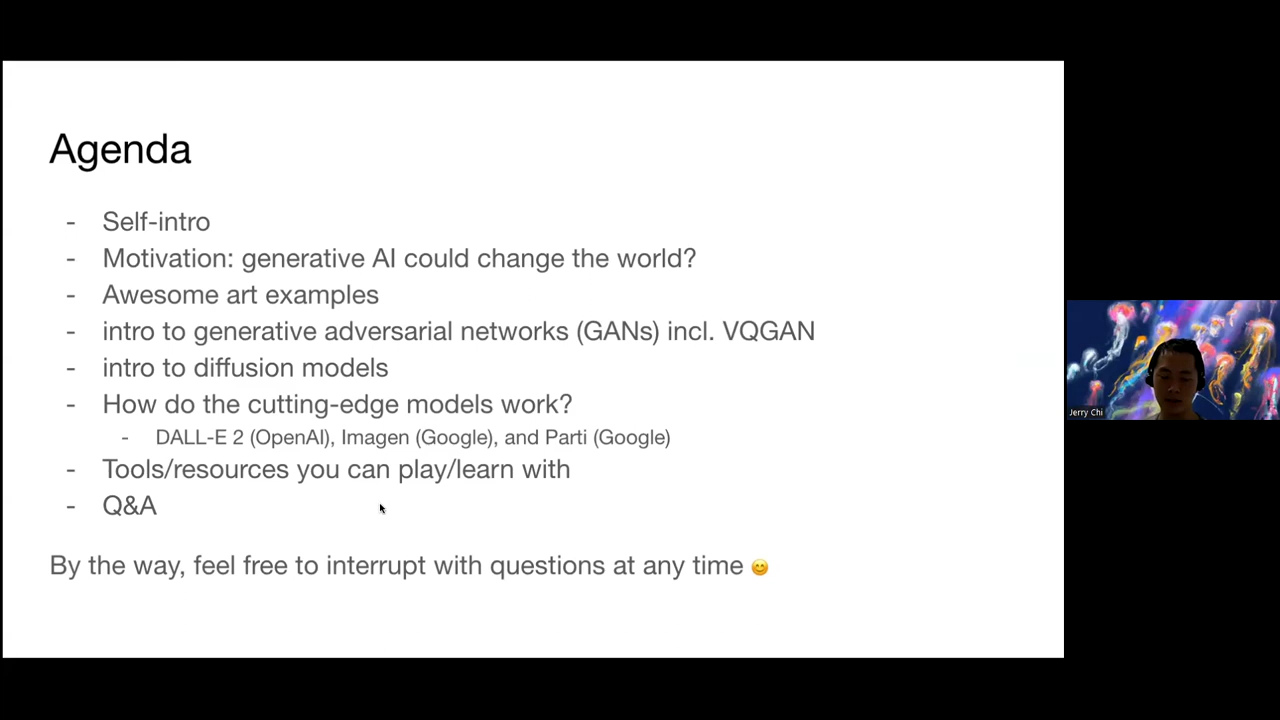 Agenda
- Self-intro
- Motivation: generative AI could change the world?
- Awesome art examples
- intro to generative adversarial networks (GANs) incl. VQGAN
- intro to diffusion models
- How do the cutting-edge models work?
- DALL-E 2 (OpenAI), Imagen (Google), and Parti (Google)
- Tools/resources you can play/learn with
- Q&A
By the way, feel free to interrupt with questions at any time 😊
Jerry Chi